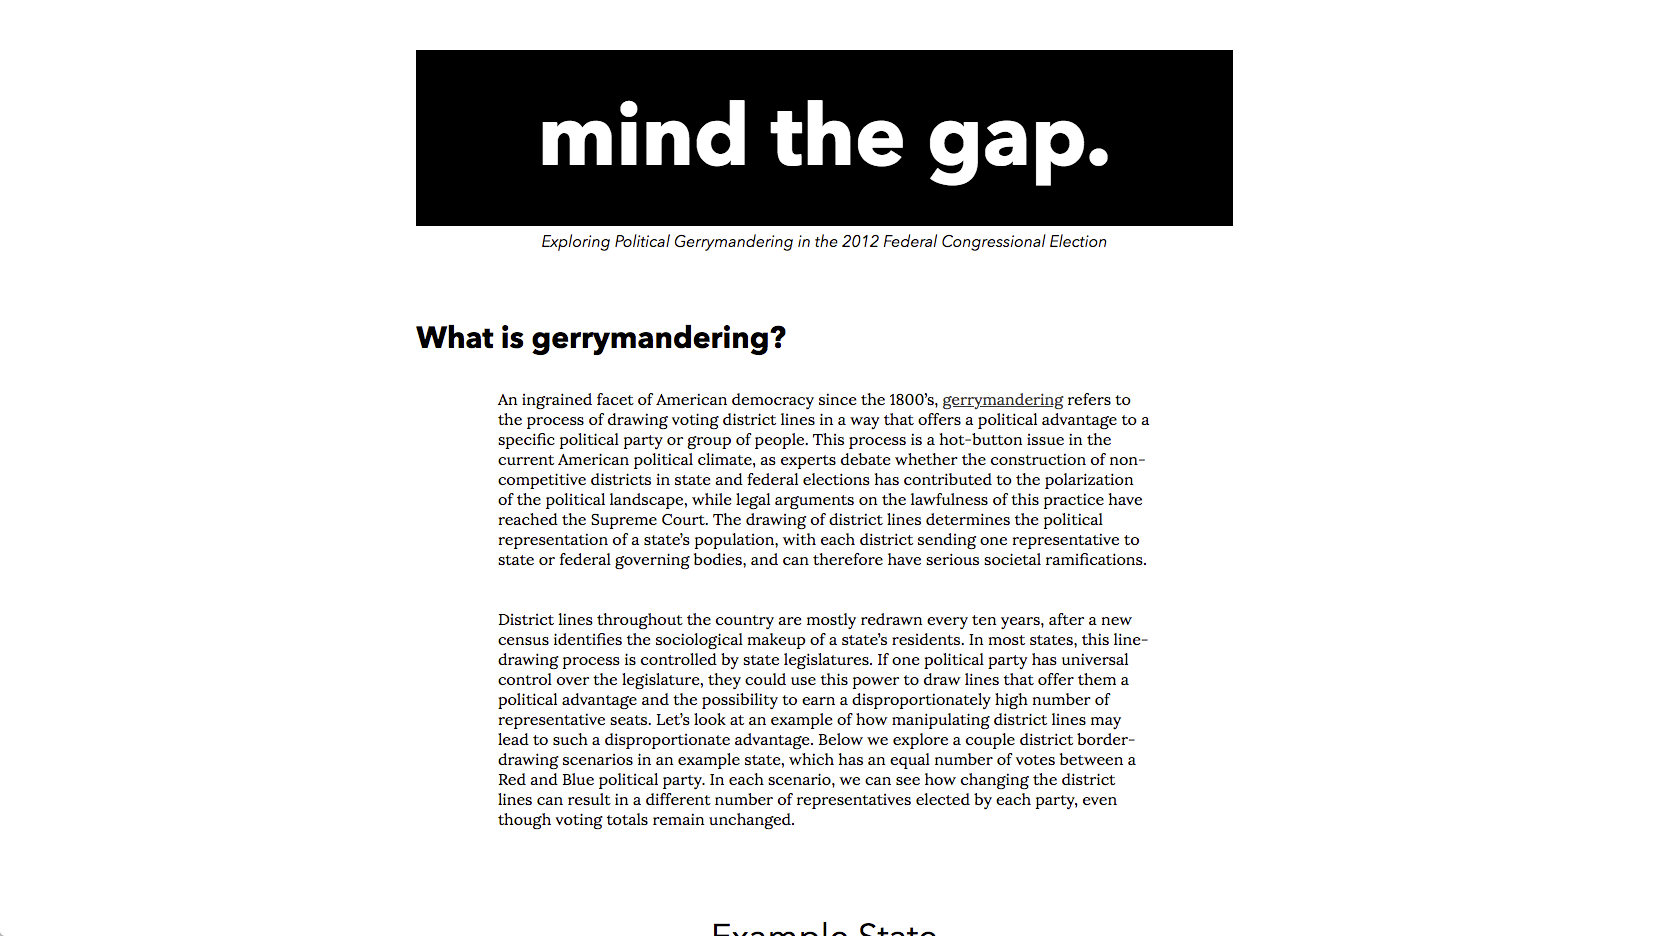 mind the gap.
Exploring Political Gerrymandering in the 2012 Federal Congressional Election
What is gerrymandering?
An ingrained facet of American democracy since the 1800’s, gerrymandering refers to
the process of drawing voting district lines in a way that offers a political advantage to a
specific political party or group of people. This process is a hot-button issue in the
current American political climate, as experts debate whether the construction of non-
competitive districts in state and federal elections has contributed to the polarization
of the political landscape, while legal arguments on the lawfulness of this practice have
reached the Supreme Court. The drawing of district lines determines the political
representation of a state’s population, with each district sending one representative to
state or federal governing bodies, and can therefore have serious societal ramifications.
District lines throughout the country are mostly redrawn every ten years, after a new
census identifies the sociological makeup of a state’s residents. In most states, this line-
drawing process is controlled by state legislatures. If one political party has universal
control over the legislature, they could use this power to draw lines that offer them a
political advantage and the possibility to earn a disproportionately high number of
representative seats. Let’s look at an example of how manipulating district lines may
lead to such a disproportionate advantage. Below we explore a couple district border-
drawing scenarios in an example state, which has an equal number of votes between a
Red and Blue political party. In each scenario, we can see how changing the district
lines can result in a different number of representatives elected by each party, even
though voting totals remain unchanged.
Example State